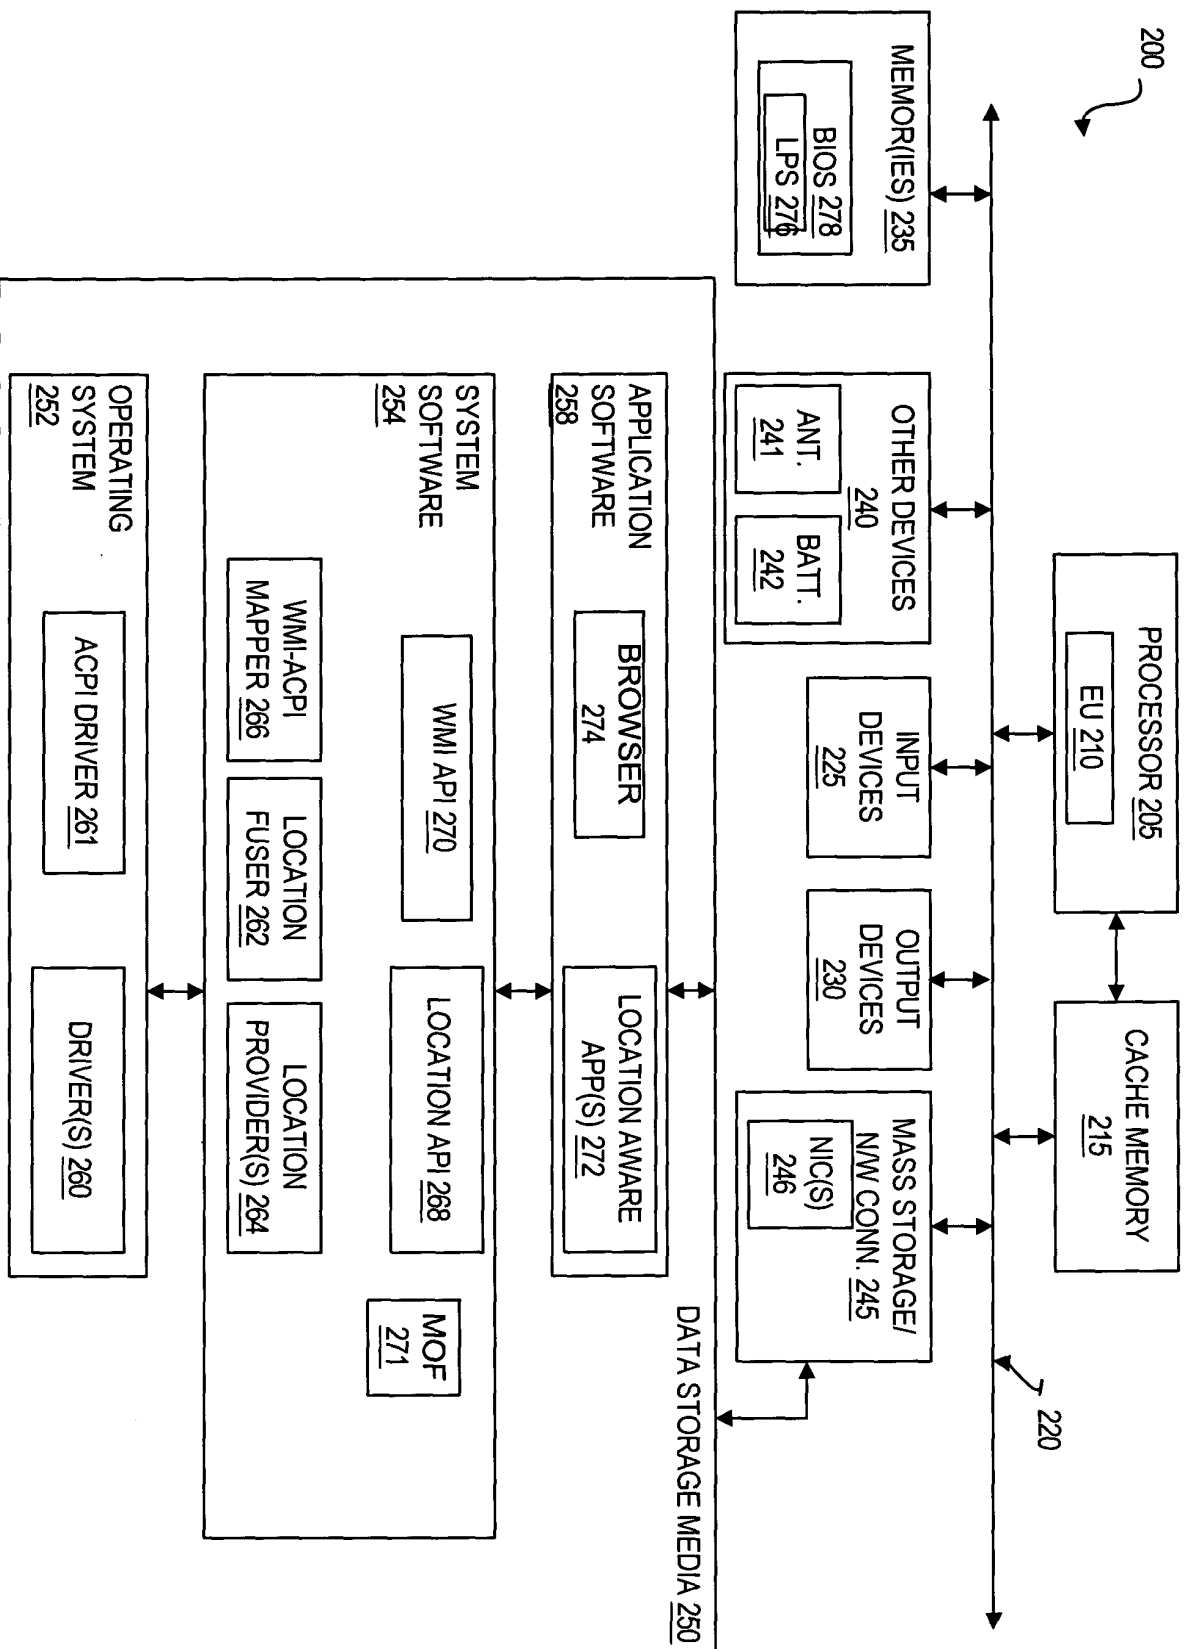 200
PROCESSOR 205
EU 210
CACHE MEMORY
215
220
MEMOR(IES) 235
BIOS 278
LPS 276
OTHER DEVICES
240
ANT.
241
BATT.
242
INPUT
DEVICES
225
OUTPUT
DEVICES
230
MASS STORAGE/
N/W CONN. 245
NIC(S)
246
DATA STORAGE MEDIA 250
APPLICATION
SOFTWARE
258
BROWSER
274
LOCATION AWARE
APP(S) 272
SYSTEM
SOFTWARE
254
WMI API 270
LOCATION API 268
MOF
271
WMI-ACPI
MAPPER 266
LOCATION
FUSER 262
LOCATION
PROVIDER(S) 264
OPERATING
SYSTEM
252
ACPI DRIVER 261
DRIVER(S) 260